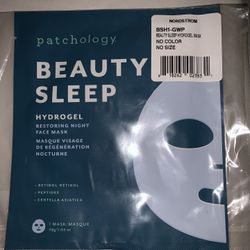 patchology
BEAUTY
SLEEP
HYDROGEL
RESTORING NIGHT
FACE MASK
MASQUE VISAGE
DE RÉGÉNÉRATION
NOCTURNE
• RETINOL·RETINOL
• PEPTIDES
• CENTELLA ASIATICA
1 MASK/MASQUE
NORDSTROM
BSH1-GWP
BEAUTY SLEEP HYDROGEL MASK
NO COLOR
NO SIZE